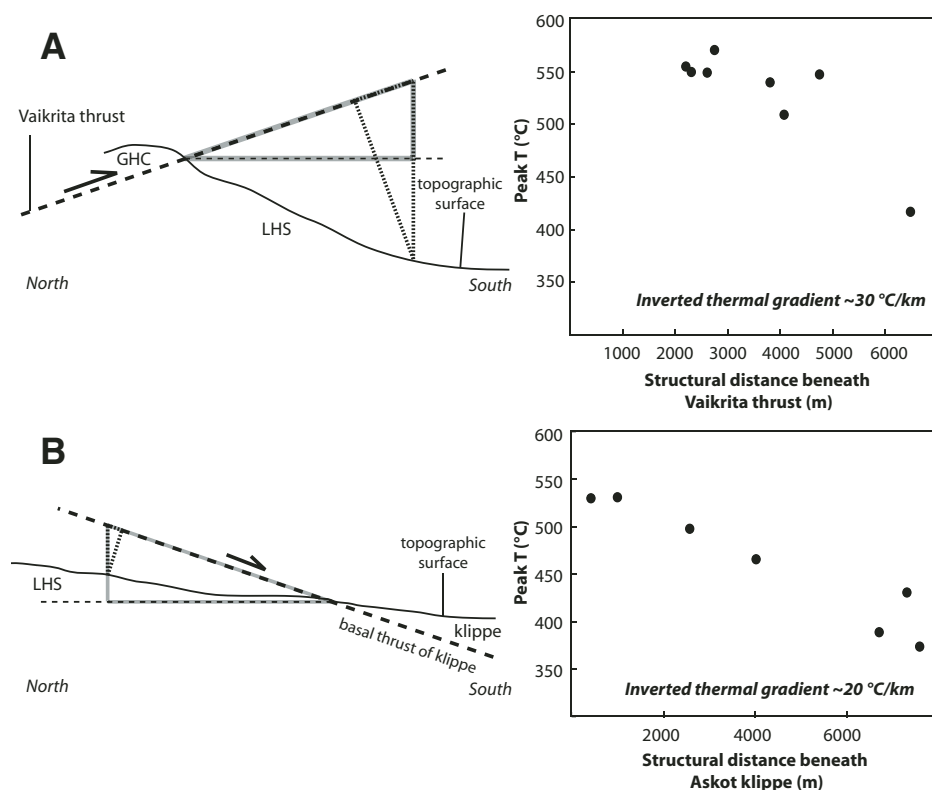 A
Vaikrita thrust
GHC
LHS
topographic
surface
North
South
600
550
500
450
400
350
Peak T (°C)
Inverted thermal gradient ~30 °C/km
1000 2000 3000 4000 5000 6000
Structural distance beneath
Vaikrita thrust (m)
B
LHS
topographic
surface
klippe
basal thrust of klippe
North
South
600
550
500
450
400
350
Peak T (°C)
Inverted thermal gradient ~20 °C/km
2000 4000 6000
Structural distance beneath
Askot klippe (m)